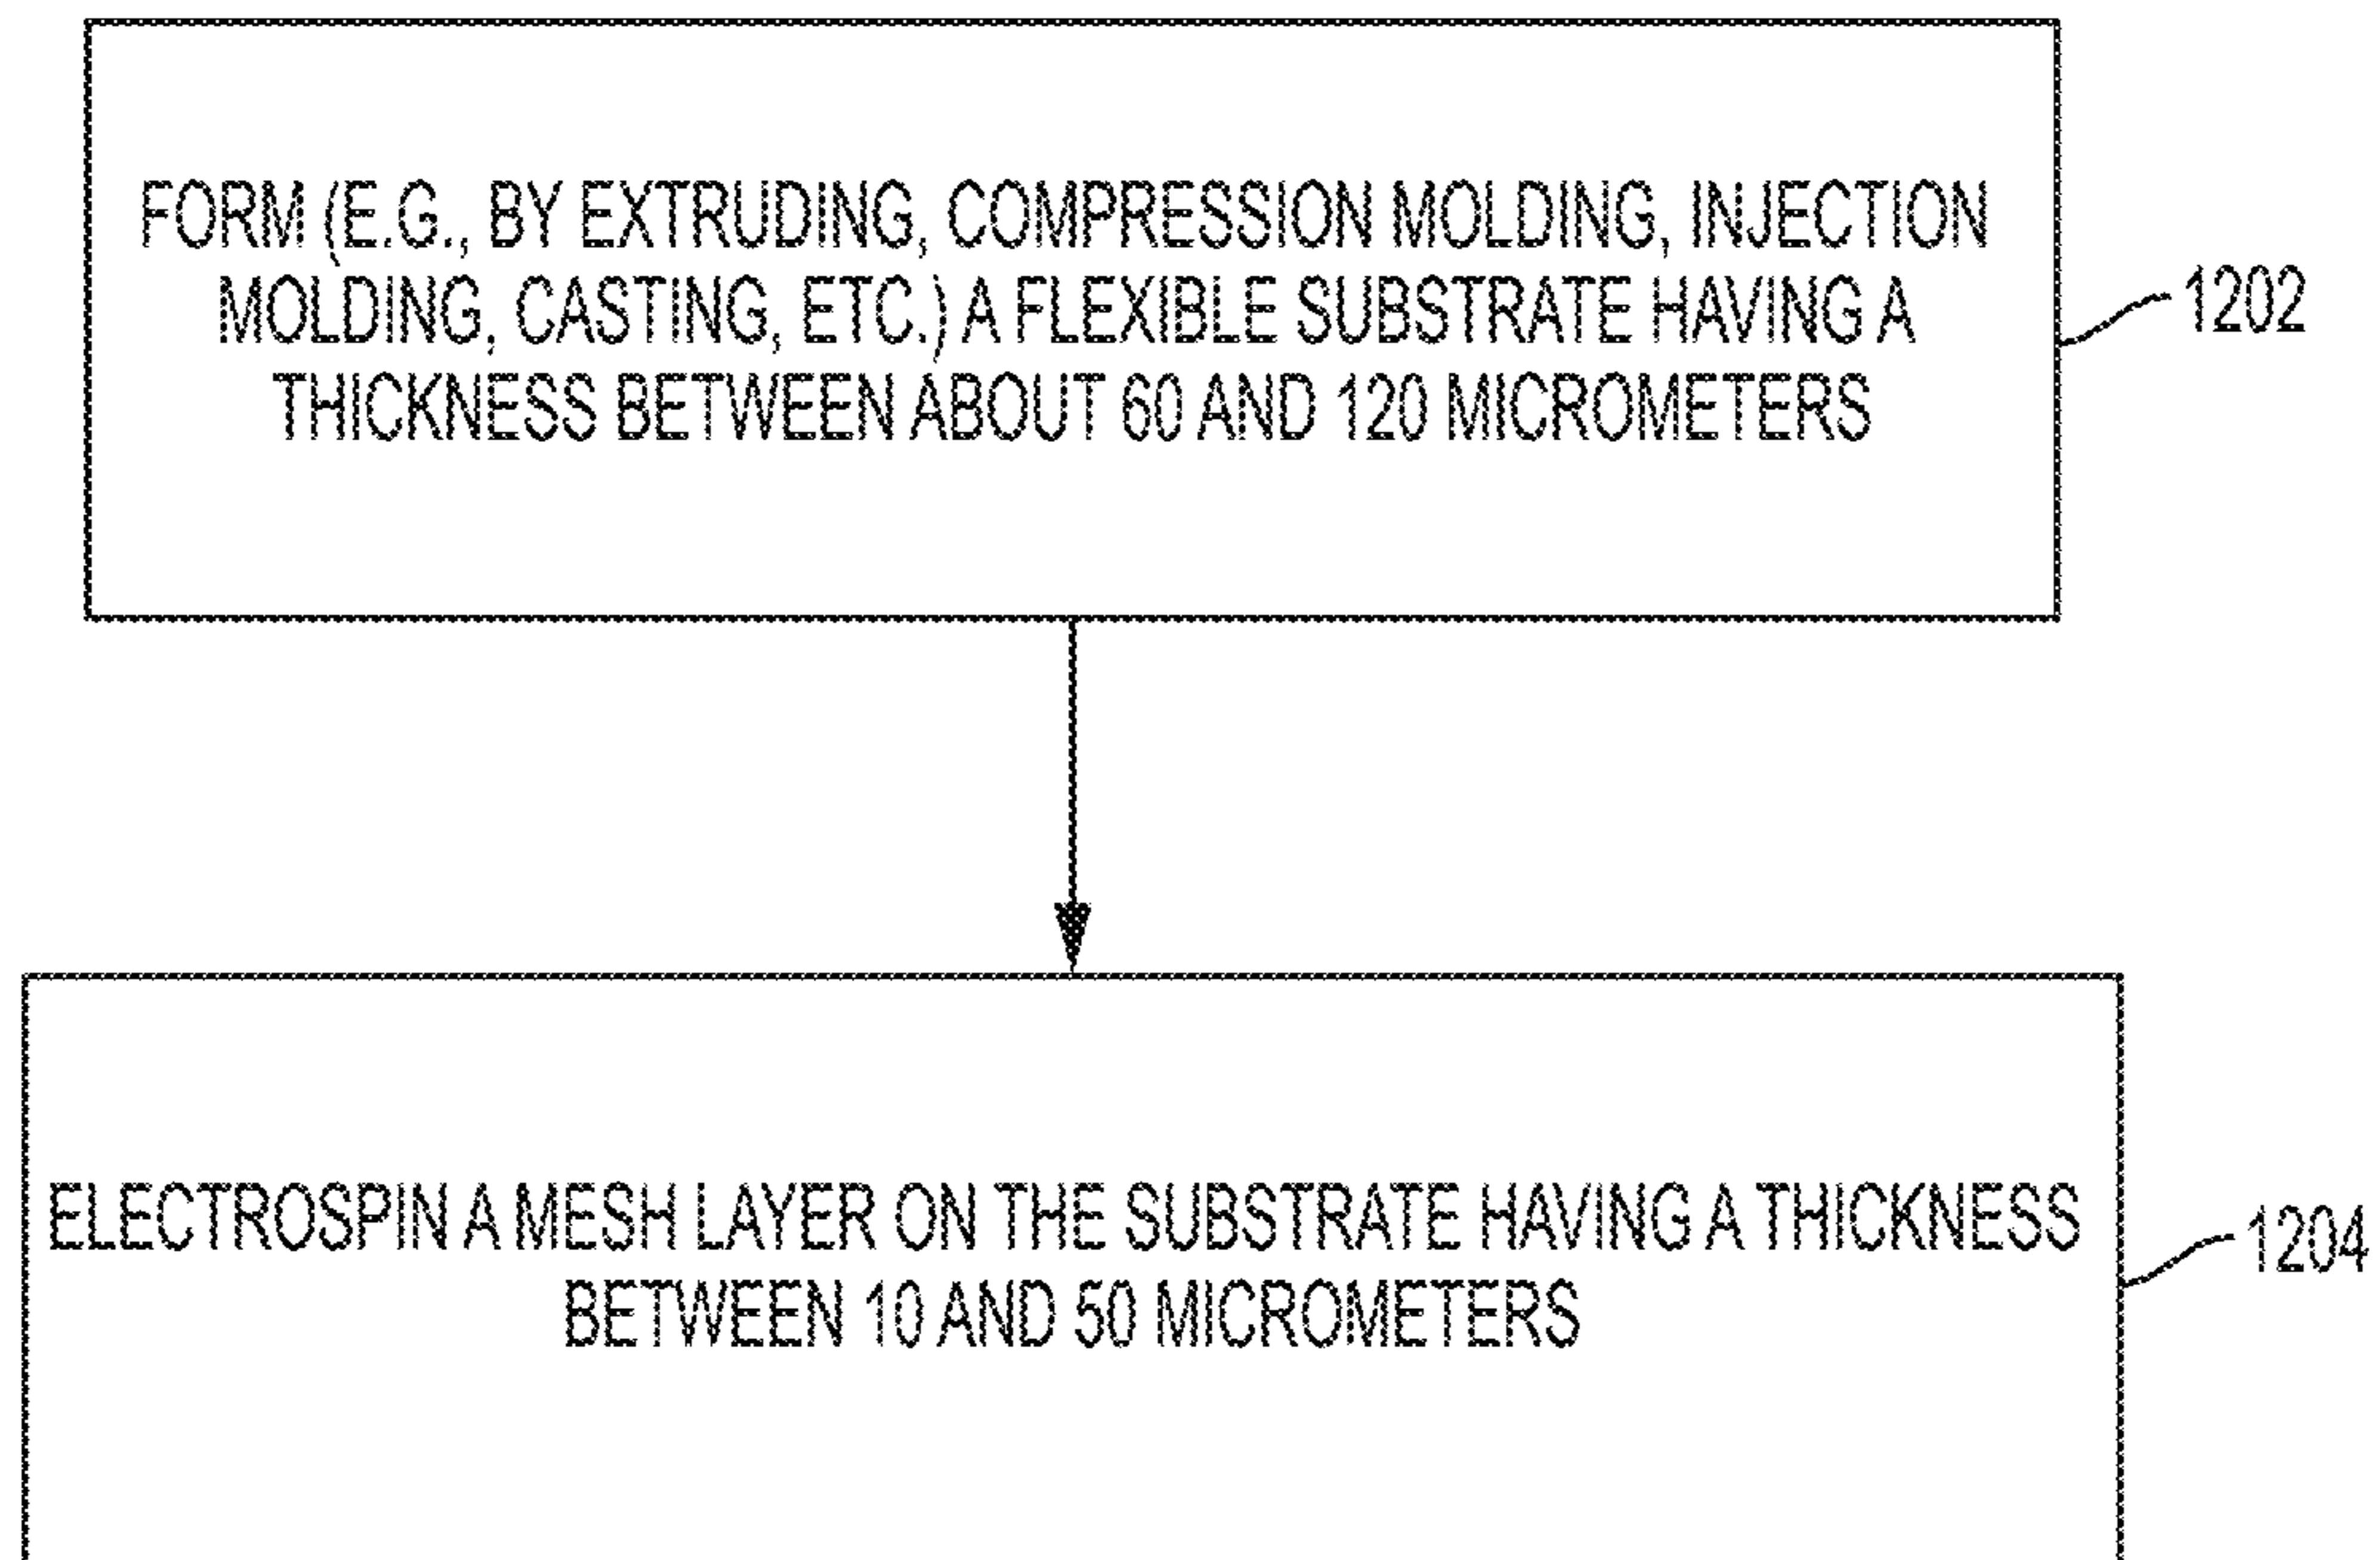 FORM (E.G., BY EXTRUDING, COMPRESSION MOLDING, INJECTION
MOLDING, CASTING, ETC.) A FLEXIBLE SUBSTRATE HAVING A
THICKNESS BETWEEN ABOUT 60 AND 120 MICROMETERS
1202
ELECTROSPIN A MESH LAYER ON THE SUBSTRATE HAVING A THICKNESS
BETWEEN 10 AND 50 MICROMETERS
1204